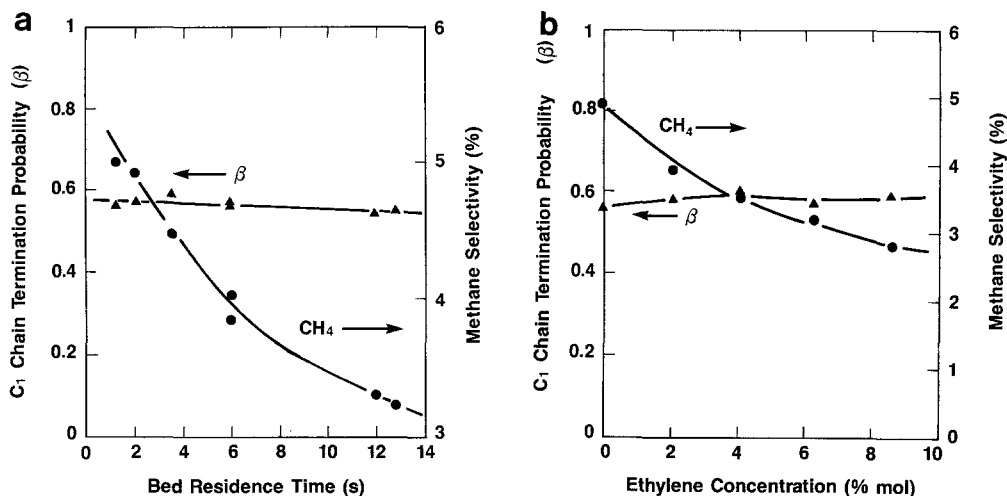 a
C₁ Chain Termination Probability (β)
1
0.8
0.6
0.4
0.2
0
0 2 4 6 8 10 12 14
Bed Residence Time (s)
6
5
4
3
Methane Selectivity (%)
β
CH₄
b
C₁ Chain Termination Probability (β)
1
0.8
0.6
0.4
0.2
0
0 2 4 6 8 10
Ethylene Concentration (% mol)
6
5
4
3
2
1
0
Methane Selectivity (%)
CH₄
β